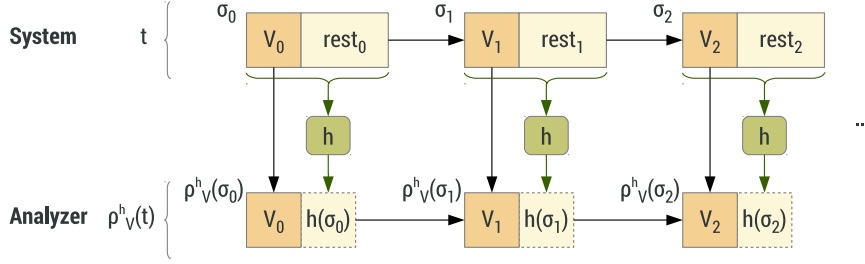 σ₀ σ₁ σ₂
System t V₀ rest₀ V₁ rest₁ V₂ rest₂
h h h ..
ρʰᵥ(σ₀) ρʰᵥ(σ₁) ρʰᵥ(σ₂)
Analyzer ρʰᵥ(t) V₀ h(σ₀) V₁ h(σ₁) V₂ h(σ₂)